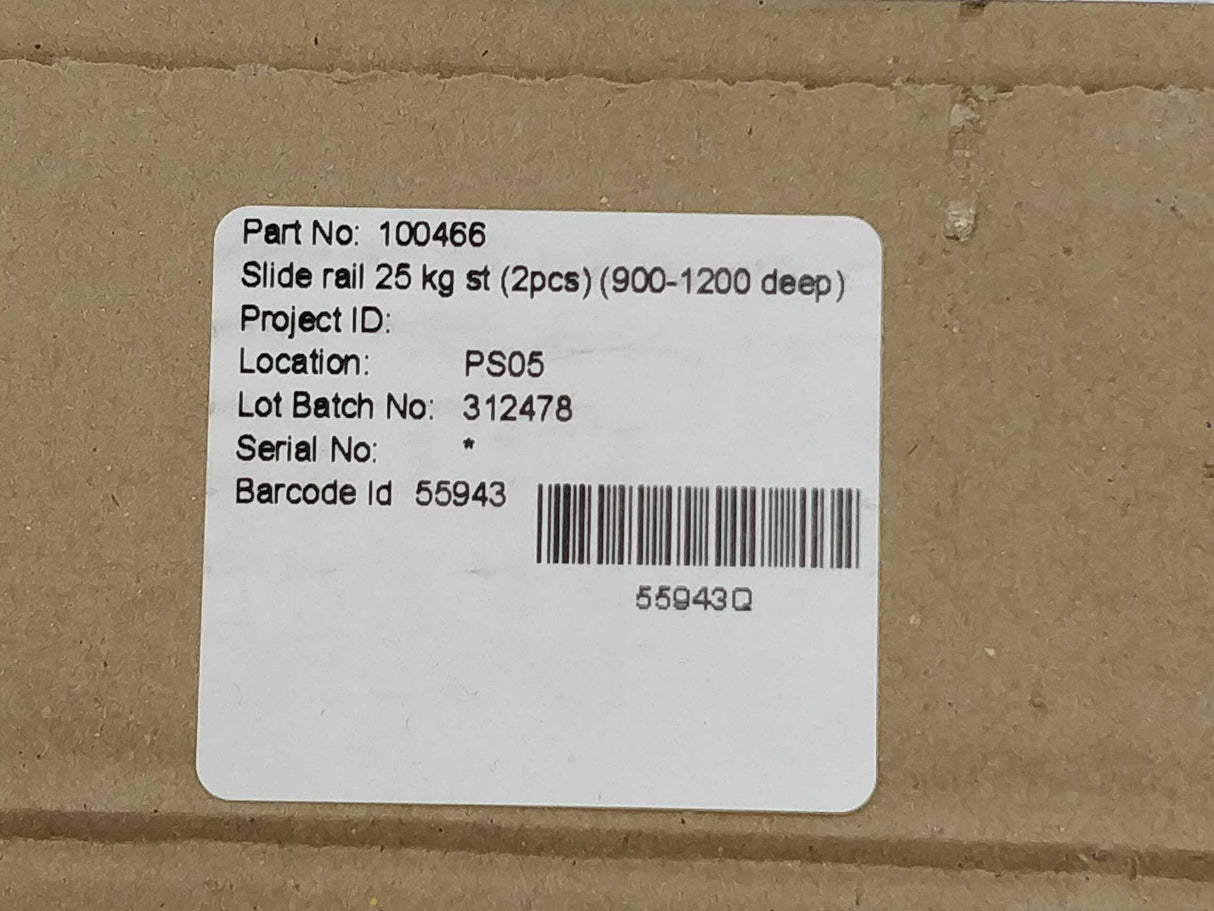 Part No: 100466
Slide rail 25 kg st (2pcs) (900-1200 deep)
Project ID:
Location: PS05
Lot Batch No: 312478
Serial No: *
Barcode Id 55943
55943Q